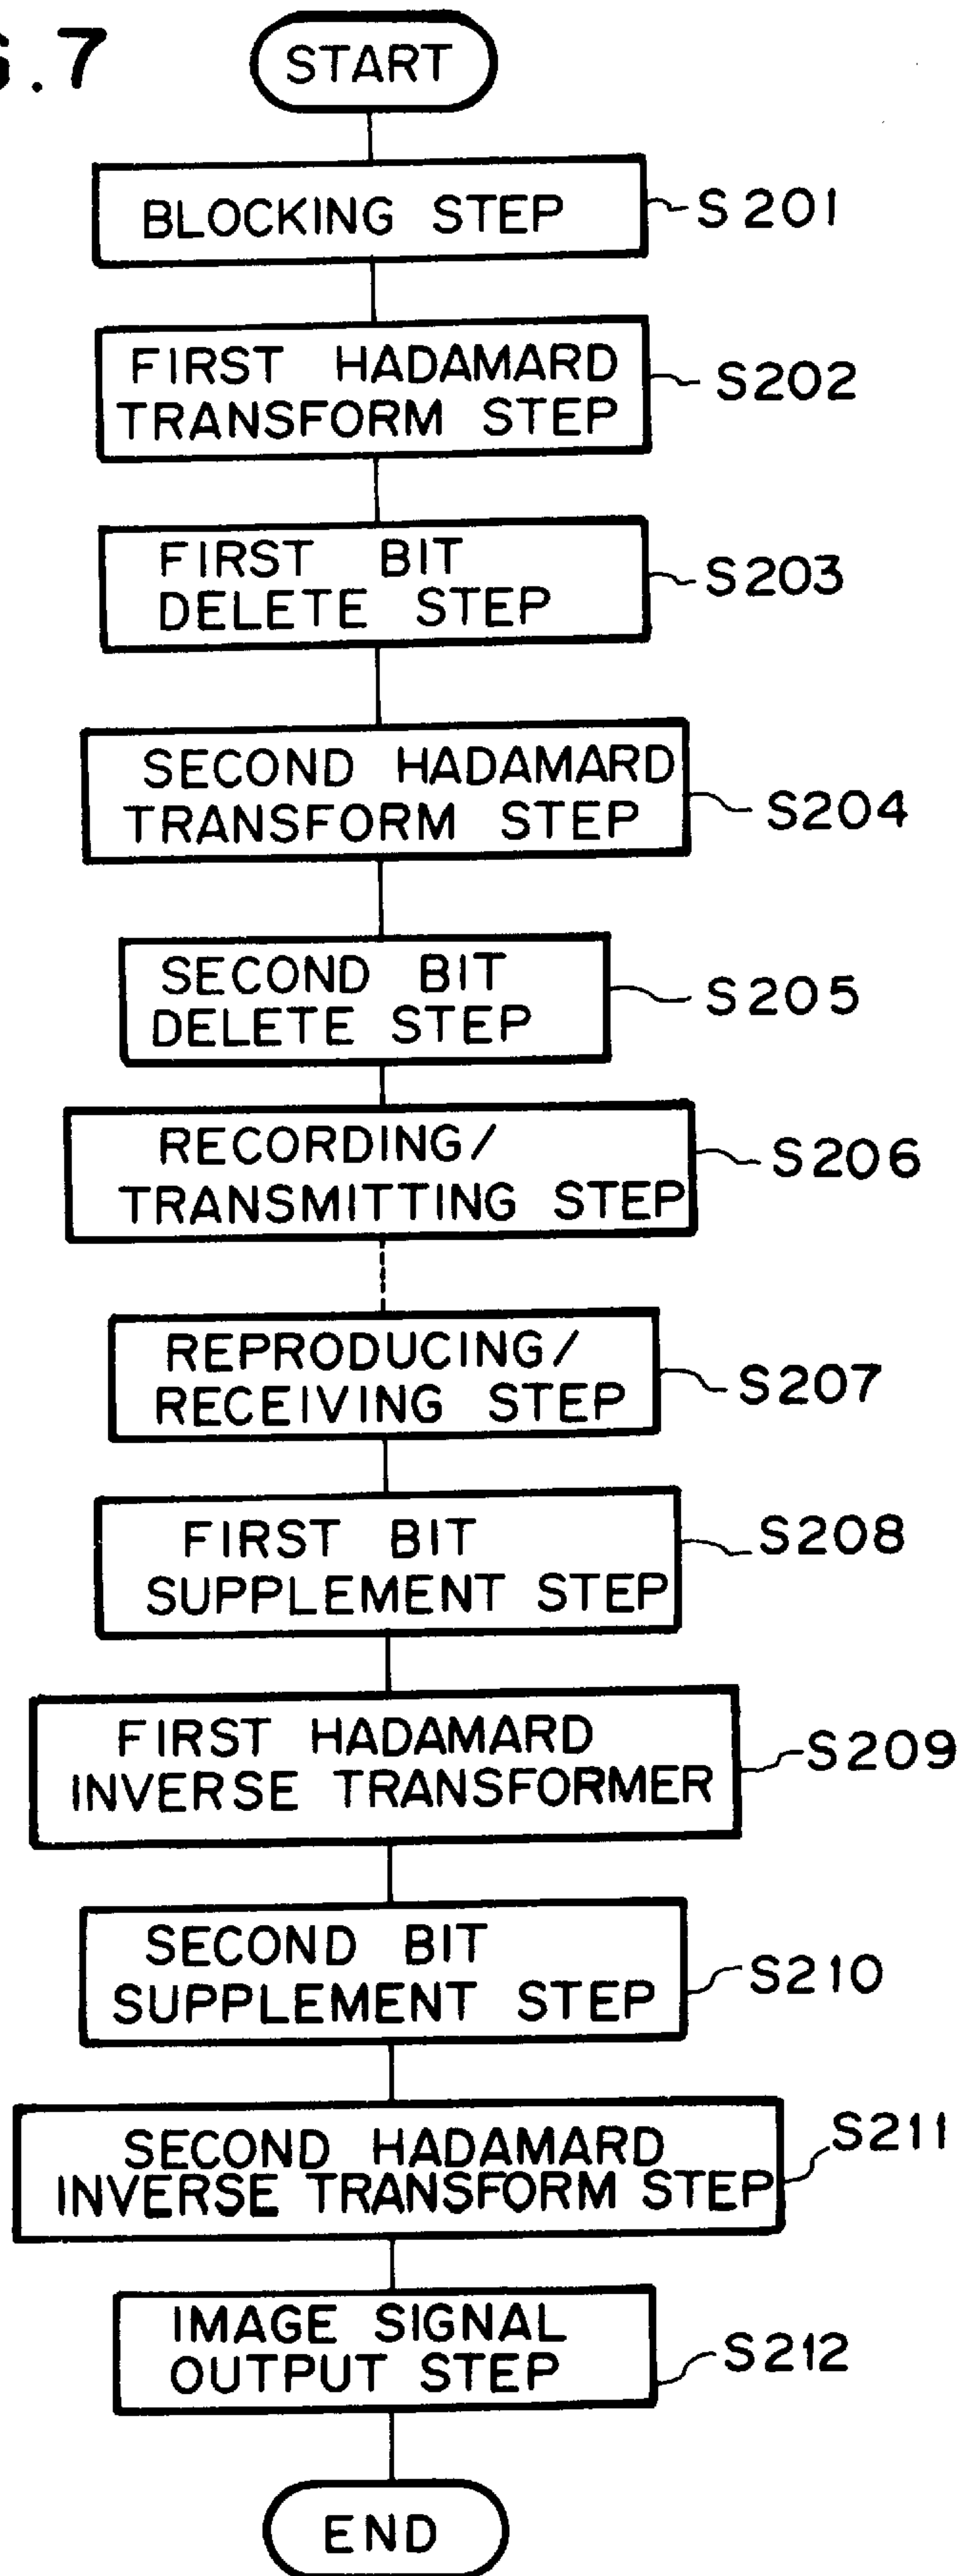 G.7
START
BLOCKING STEP
S201
FIRST HADAMARD
TRANSFORM STEP
S202
FIRST BIT
DELETE STEP
S203
SECOND HADAMARD
TRANSFORM STEP
S204
SECOND BIT
DELETE STEP
S205
RECORDING/
TRANSMITTING STEP
S206
REPRODUCING/
RECEIVING STEP
S207
FIRST BIT
SUPPLEMENT STEP
S208
FIRST HADAMARD
INVERSE TRANSFORMER
S209
SECOND BIT
SUPPLEMENT STEP
S210
SECOND HADAMARD
INVERSE TRANSFORM STEP
S211
IMAGE SIGNAL
OUTPUT STEP
S212
END